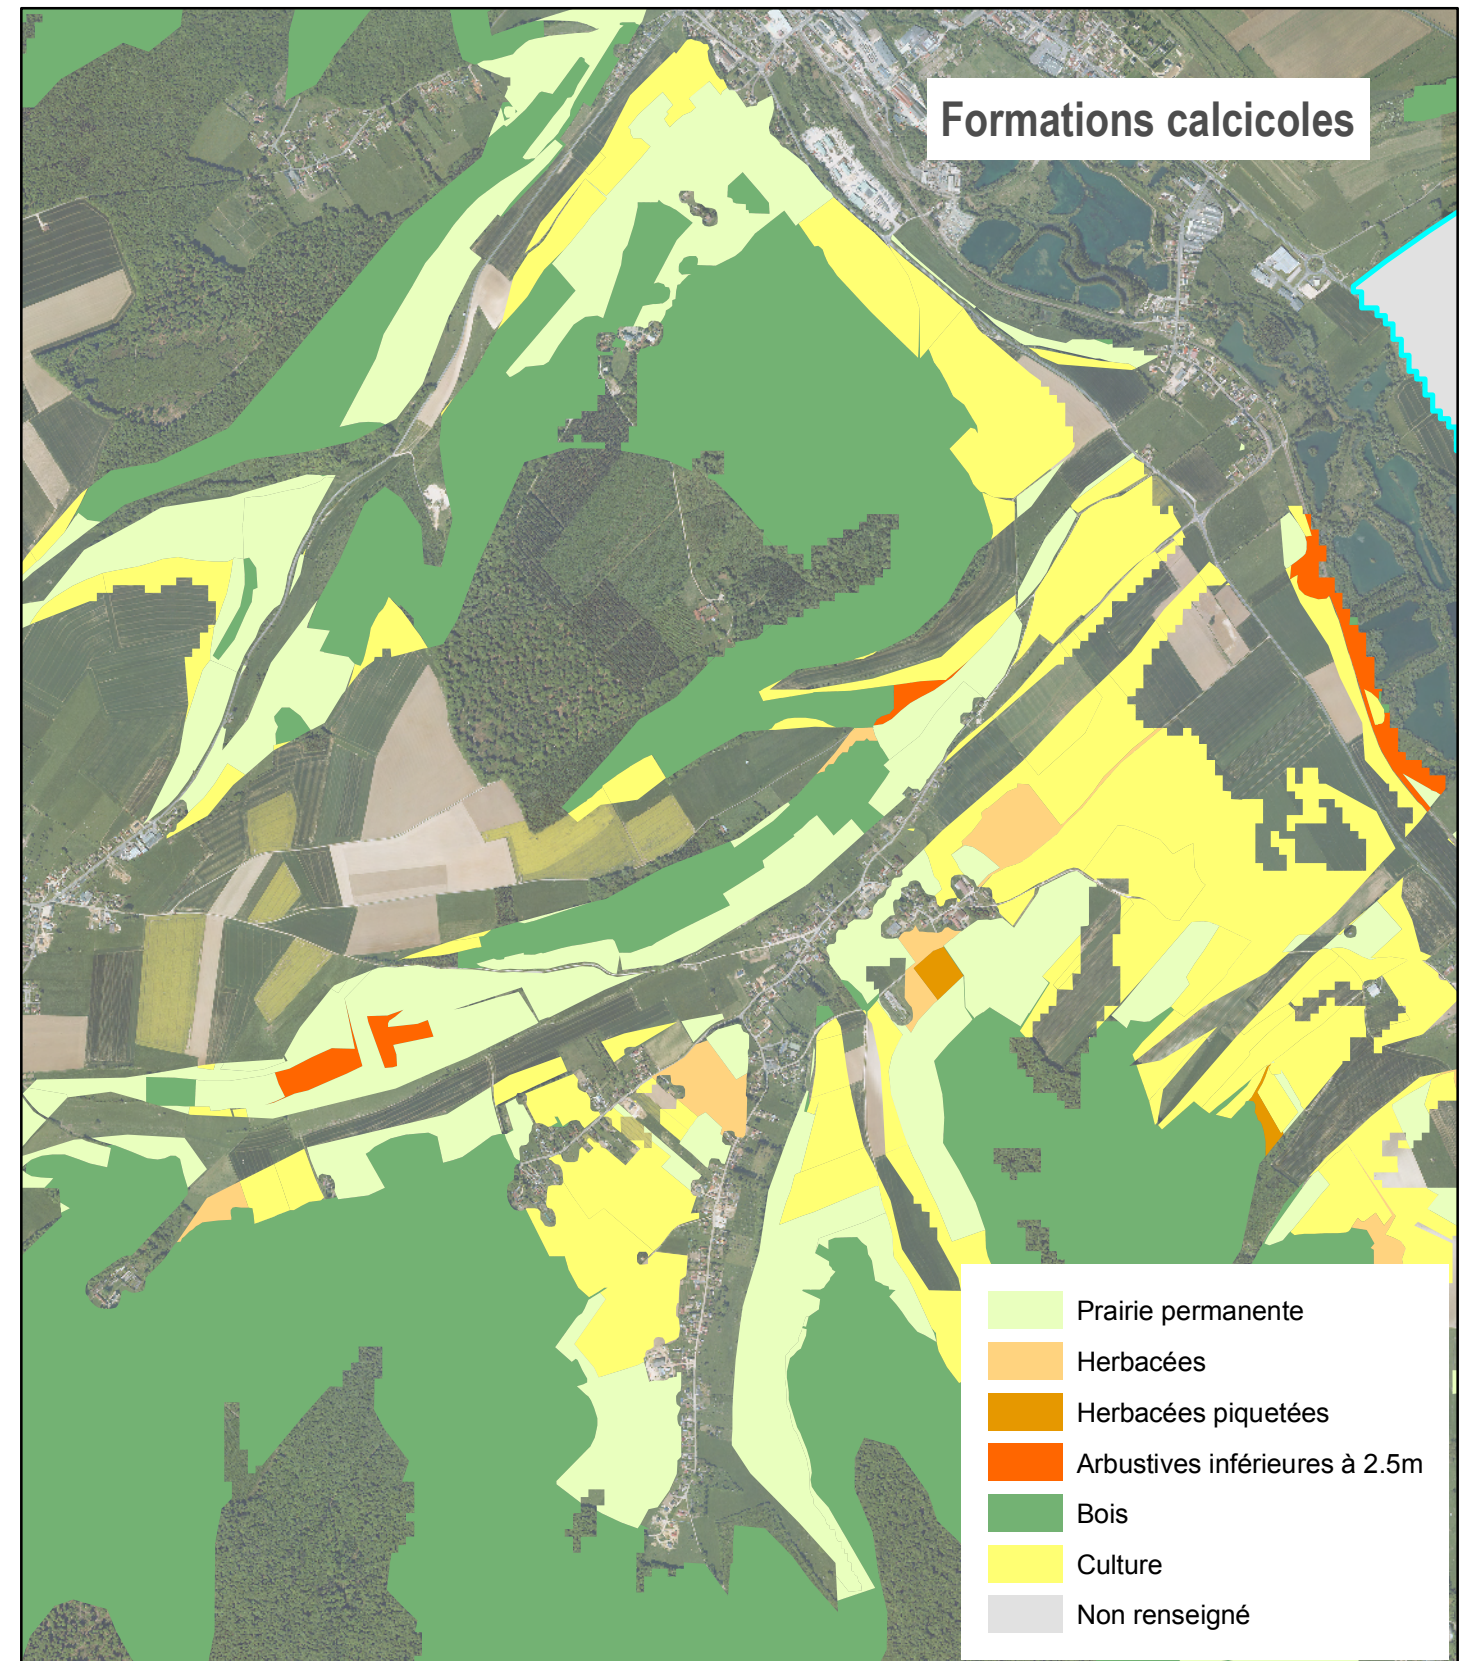 Formations calcicoles
Prairie permanente
Herbacées
Herbacées piquetées
Arbustives inférieures à 2.5m
Bois
Culture
Non renseigné